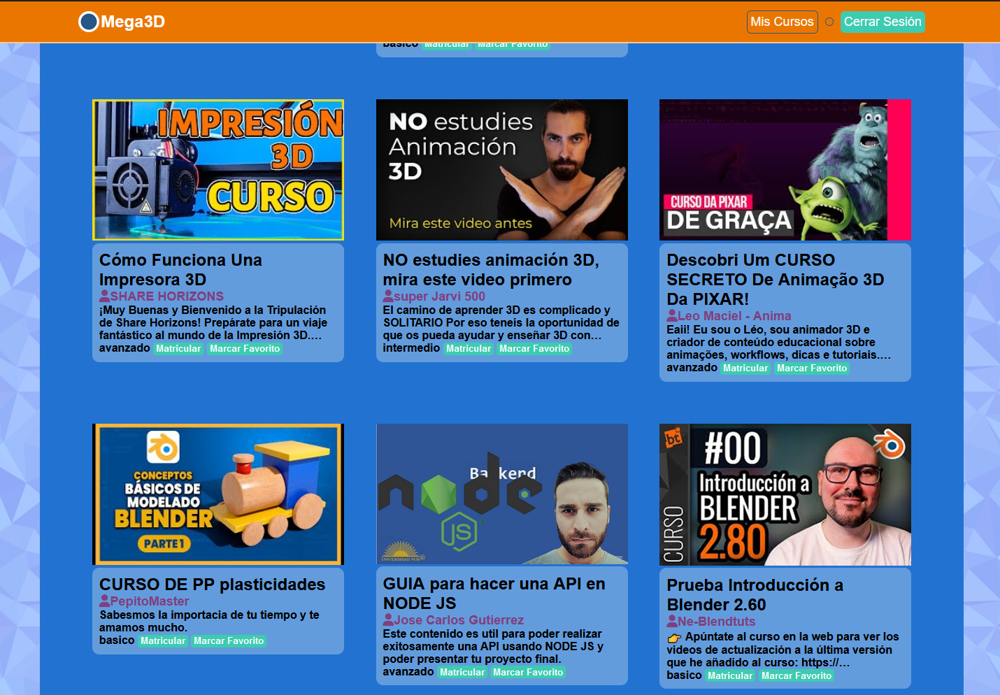 Mega3D
Mis Cursos
Cerrar Sesión
basico Matricular Marcar Favorito
IMPRESIÓN
3D
CURSO
Cómo Funciona Una
Impresora 3D
SHARE HORIZONS
¡Muy Buenas y Bienvenido a la Tripulación
de Share Horizons! Prepárate para un viaje
fantástico al mundo de la Impresión 3D.…
avanzado Matricular Marcar Favorito
NO estudies
Animación
3D
Mira este video antes
NO estudies animación 3D,
mira este video primero
super Jarvi 500
El camino de aprender 3D es complicado y
SOLITARIO Por eso teneis la oportunidad de
que os pueda ayudar y enseñar 3D con…
intermedio Matricular Marcar Favorito
CURSO DA PIXAR
DE GRAÇA
Descobri Um CURSO
SECRETO De Animação 3D
Da PIXAR!
Leo Maciel - Anima
Eaii! Eu sou o Léo, sou animador 3D e
criador de conteúdo educacional sobre
animações, workflows, dicas e tutoriais.…
avanzado Matricular Marcar Favorito
CONCEPTOS
BÁSICOS DE
MODELADO
BLENDER
PARTE 1
CURSO DE PP plasticidades
PepitoMaster
Sabesmos la importacia de tu tiempo y te
amamos mucho.
basico Matricular Marcar Favorito
Backend
node
JS
UNIVERSIDAD NUR
GUIA para hacer una API en
NODE JS
Jose Carlos Gutierrez
Este contenido es util para poder realizar
exitosamente una API usando NODE JS y
poder presentar tu proyecto final.
avanzado Matricular Marcar Favorito
bt
#00
Introducción a
BLENDER
2.80
CURSO
Prueba Introducción a
Blender 2.60
Ne-Blendtuts
👉 Apúntate al curso en la web para ver los
videos de actualización a la última versión
que he añadido al curso: https://…
basico Matricular Marcar Favorito